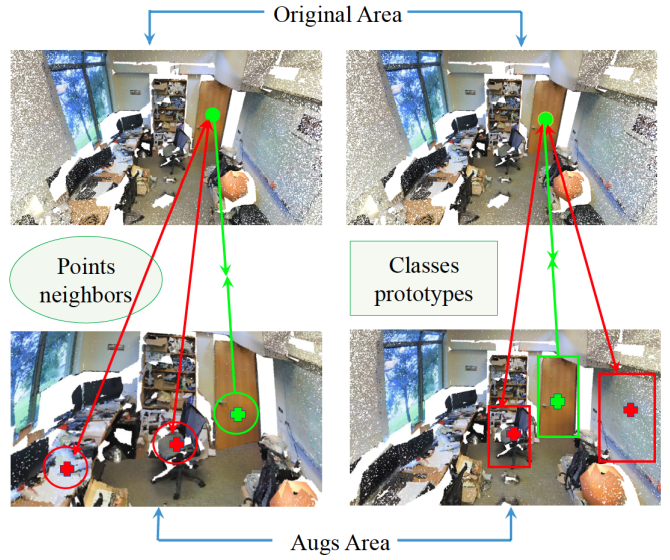 Original Area
Points
neighbors
Classes
prototypes
Augs Area